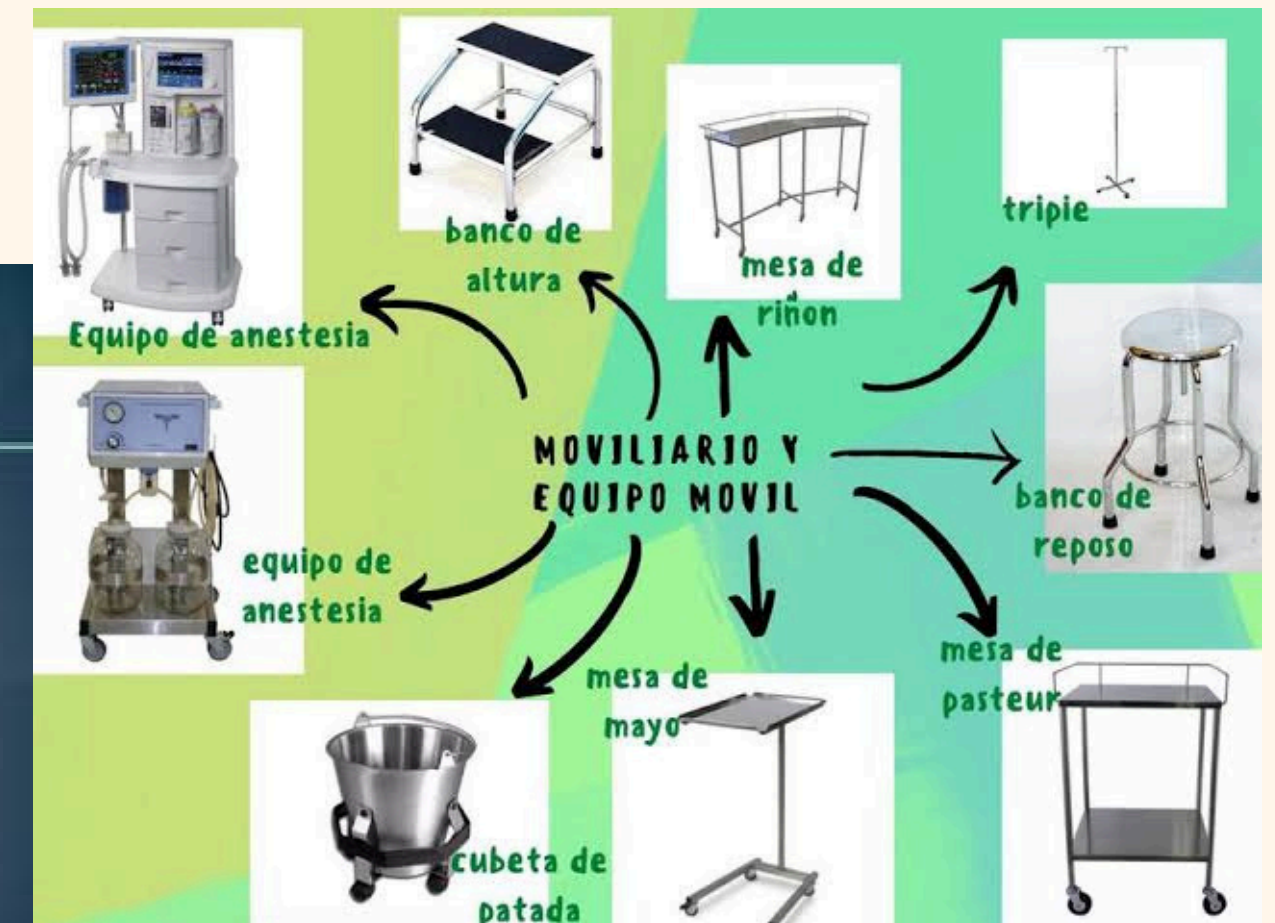 banco de
altura
mesa de
riñon
tripie
Equipo de anestesia
MOVILIARIO Y
EQUIPO MOVIL
banco de
reposo
equipo de
anestesia
mesa de
mayo
mesa de
pasteur
cubeta de
patada